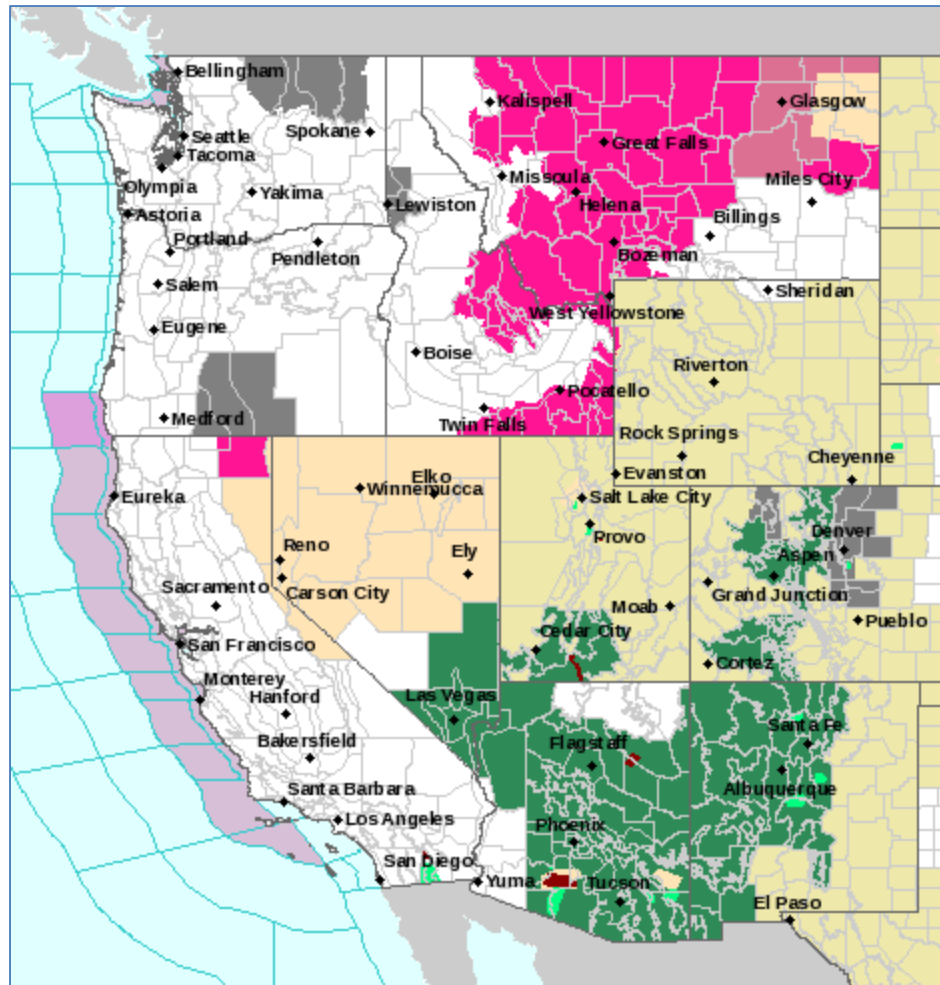 Bellingham
Kalispell
Glasgow
Seattle
Spokane
Great Falls
Tacoma
Missoula
Miles City
Olympia
Yakima
Lewiston
Helena
Astoria
Billings
Portland
Pendleton
Bozeman
Salem
Sheridan
West Yellowstone
Eugene
Boise
Riverton
Pocatello
Medford
Twin Falls
Rock Springs
Cheyenne
Elko
Evanston
Eureka
Winnemucca
Salt Lake City
Provo
Denver
Reno
Ely
Aspen
Sacramento
Carson City
Grand Junction
Moab
Pueblo
Cedar City
San Francisco
Cortez
Monterey
Hanford
Las Vegas
Santa Fe
Bakersfield
Flagstaff
Santa Barbara
Albuquerque
Los Angeles
Phoenix
San Diego
Yuma
Tucson
El Paso